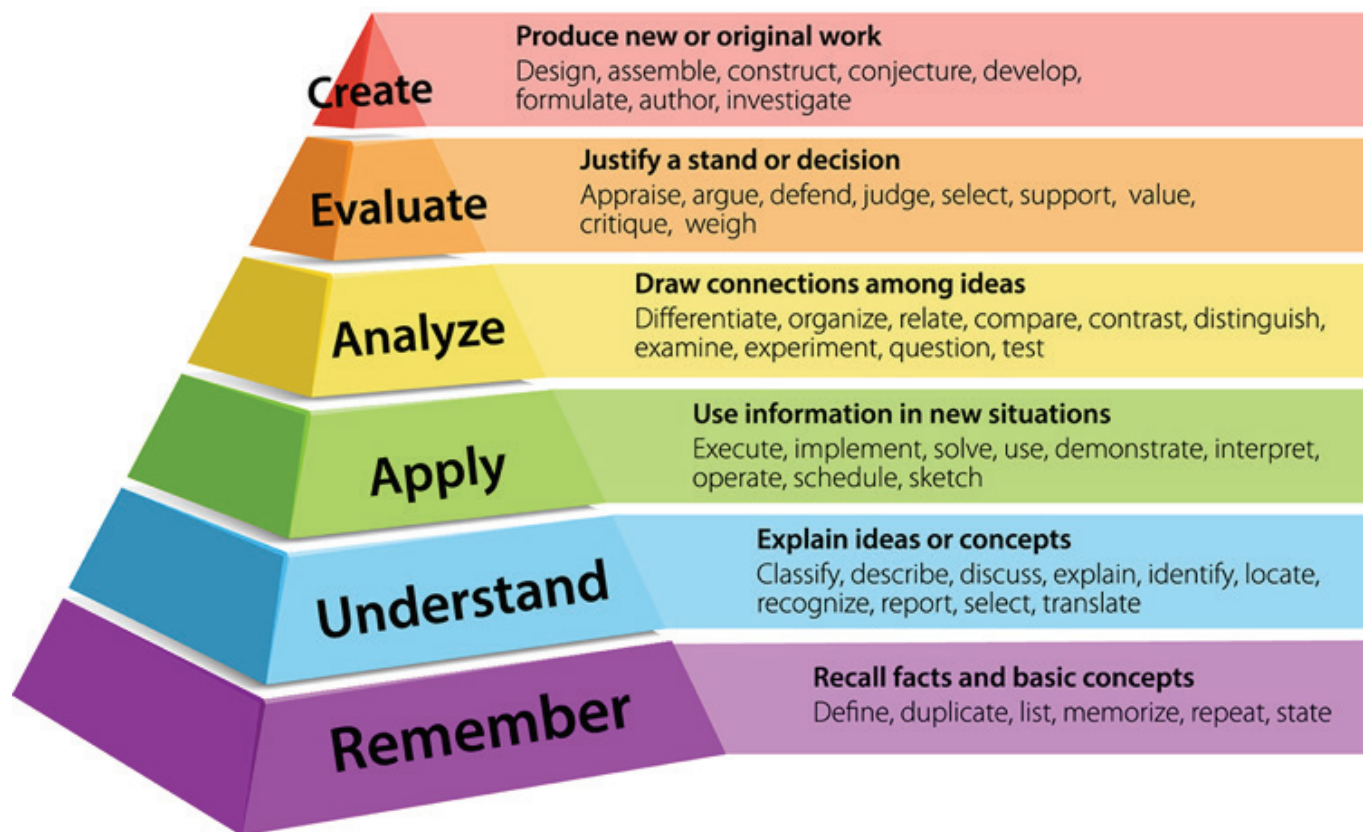 Create
Produce new or original work
Design, assemble, construct, conjecture, develop,
formulate, author, investigate
Evaluate
Justify a stand or decision
Appraise, argue, defend, judge, select, support, value,
critique, weigh
Analyze
Draw connections among ideas
Differentiate, organize, relate, compare, contrast, distinguish,
examine, experiment, question, test
Apply
Use information in new situations
Execute, implement, solve, use, demonstrate, interpret,
operate, schedule, sketch
Understand
Explain ideas or concepts
Classify, describe, discuss, explain, identify, locate,
recognize, report, select, translate
Remember
Recall facts and basic concepts
Define, duplicate, list, memorize, repeat, state